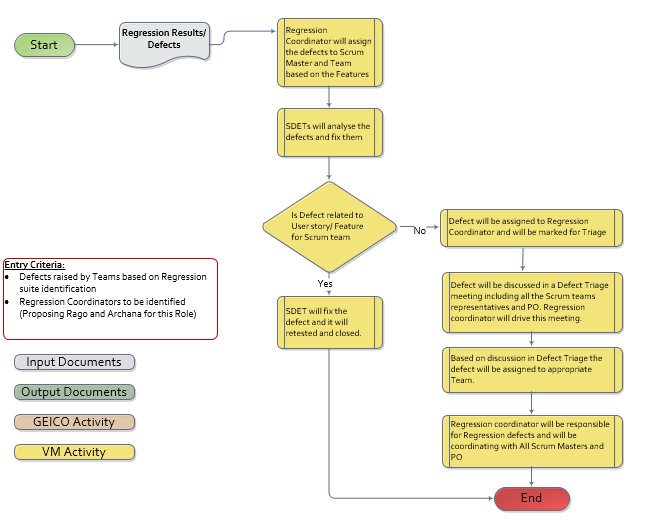 Start
Regression Results/
Defects
Regression
Coordinator will assign
the defects to Scrum
Master and Team
based on the Features
SDETs will analyse the
defects and fix them
Is Defect related to
User story/ Feature
for Scrum team
No
Defect will be assigned to Regression
Coordinator and will be marked for Triage
Yes
SDET will fix the
defect and it will
retested and closed.
Defect will be discussed in a Defect Triage
meeting including all the Scrum teams
representatives and PO. Regression
coordinator will drive this meeting.
Based on discussion in Defect Triage the
defect will be assigned to appropriate
Team.
Regression coordinator will be responsible
for Regression defects and will be
coordinating with All Scrum Masters and
PO
End
Entry Criteria:
• Defects raised by Teams based on Regression
suite identification
• Regression Coordinators to be identified
(Proposing Rago and Archana for this Role)
Input Documents
Output Documents
GEICO Activity
VM Activity